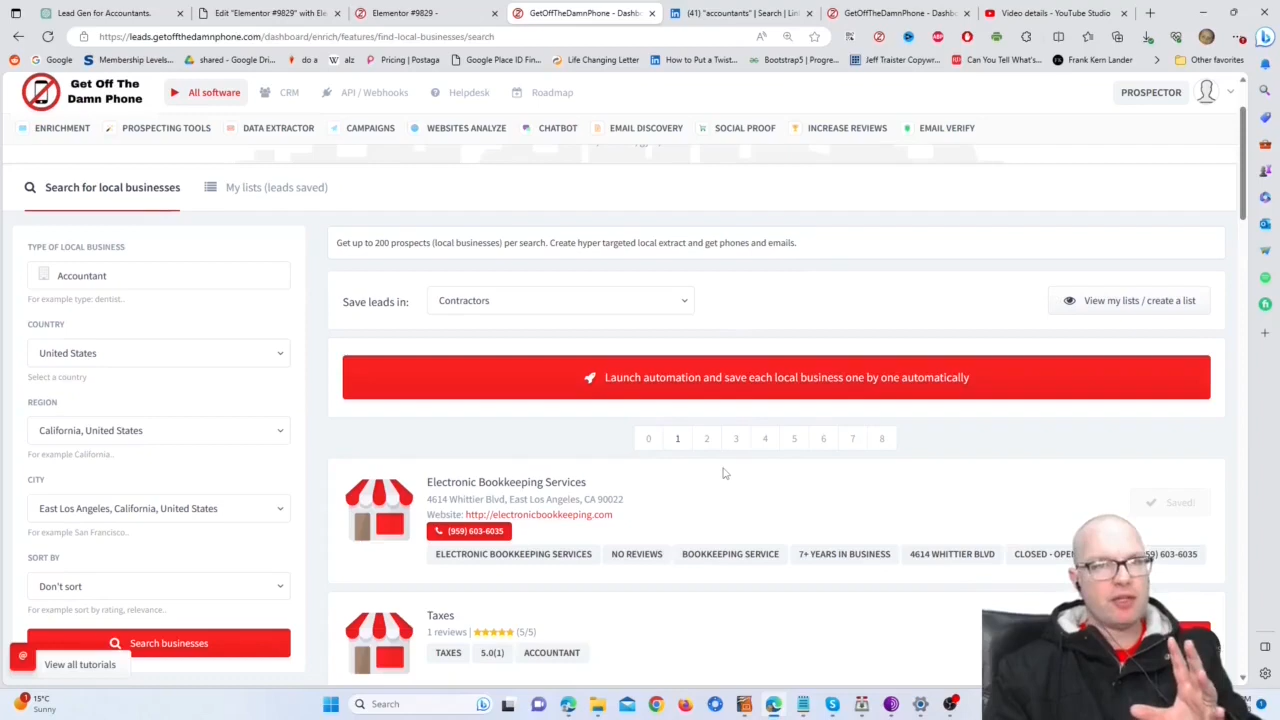 Latest From Accountants:
Edit "Elementor #9829" with Ele
Elementor #9829 -
GetOffTheDamnPhone - Dashbo
(41) "accountants" | Search | Lin
GetOffTheDamnPhone - Dashb
Video details - YouTube Studio
https://leads.getoffthedamnphone.com/dashboard/enrich/features/find-local-businesses/search
Google
Membership Levels...
shared - Google Dri...
do a
alz
Pricing | Postaga
Google Place ID Fin...
Life Changing Letter
How to Put a Twist...
Bootstrap5 | Progre...
Jeff Traister Copywr...
You Can Tell What's...
Frank Kern Lander
Other favorites
Get Off The
Damn Phone
All software
CRM
API / Webhooks
Helpdesk
Roadmap
PROSPECTOR
ENRICHMENT
PROSPECTING TOOLS
DATA EXTRACTOR
CAMPAIGNS
WEBSITES ANALYZE
CHATBOT
EMAIL DISCOVERY
SOCIAL PROOF
INCREASE REVIEWS
EMAIL VERIFY
Search for local businesses
My lists (leads saved)
TYPE OF LOCAL BUSINESS
Accountant
For example type: dentist..
COUNTRY
United States
Select a country
REGION
California, United States
For example California..
CITY
East Los Angeles, California, United States
For example San Francisco..
SORT BY
Don't sort
For example sort by rating, relevance..
Search businesses
@
View all tutorials
Get up to 200 prospects (local businesses) per search. Create hyper targeted local extract and get phones and emails.
Save leads in:
Contractors
View my lists / create a list
Launch automation and save each local business one by one automatically
0 1 2 3 4 5 6 7 8
Electronic Bookkeeping Services
4614 Whittier Blvd, East Los Angeles, CA 90022
Website: http://electronicbookkeeping.com
(959) 603-6035
Saved!
ELECTRONIC BOOKKEEPING SERVICES
NO REVIEWS
BOOKKEEPING SERVICE
7+ YEARS IN BUSINESS
4614 WHITTIER BLVD
CLOSED - OPE
59) 603-6035
Taxes
1 reviews | (5/5)
TAXES
5.0(1)
ACCOUNTANT
15°C
Sunny
Search